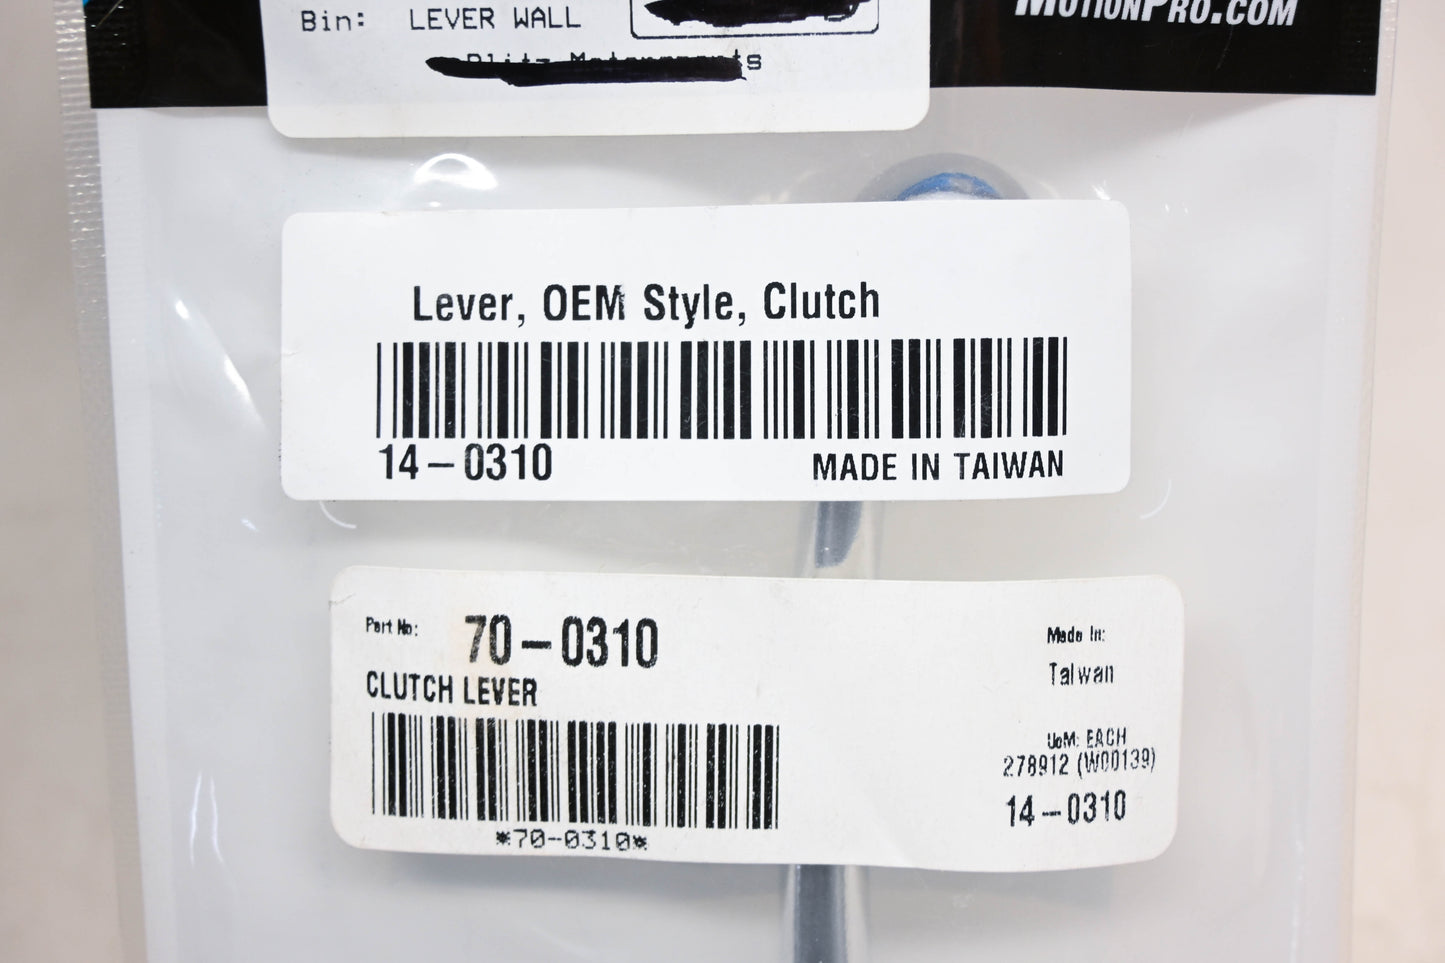 Bin: LEVER WALL
MOTIONPRO.COM
Lever, OEM Style, Clutch
14-0310
MADE IN TAIWAN
Part No: 70-0310
CLUTCH LEVER
*70-0310*
Made In:
Taiwan
UoM: EACH
278912 (W00139)
14-0310